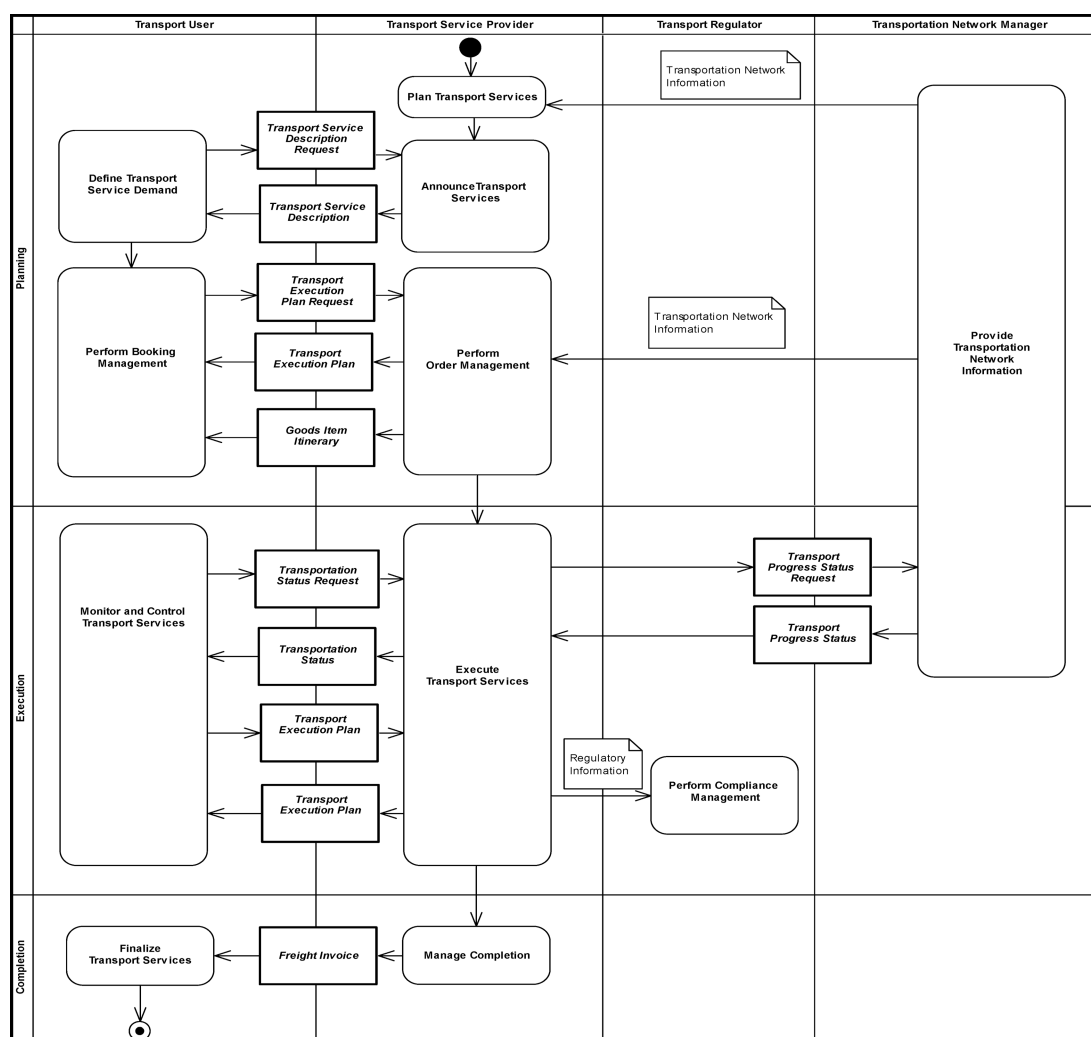 Transport User
Transport Service Provider
Transport Regulator
Transportation Network Manager
Planning
Plan Transport Services
Transportation Network
Information
Transport Service
Description
Request
Define Transport
Service Demand
AnnounceTransport
Services
Transport Service
Description
Transport
Execution
Plan Request
Transportation Network
Information
Perform Booking
Management
Transport
Execution Plan
Perform
Order Management
Provide
Transportation
Network
Information
Goods Item
Itinerary
Execution
Transportation
Status Request
Transport
Progress Status
Request
Monitor and Control
Transport Services
Transportation
Status
Execute
Transport Services
Transport
Progress Status
Transport
Execution Plan
Regulatory
Information
Perform Compliance
Management
Transport
Execution Plan
Completion
Finalize
Transport Services
Freight Invoice
Manage Completion